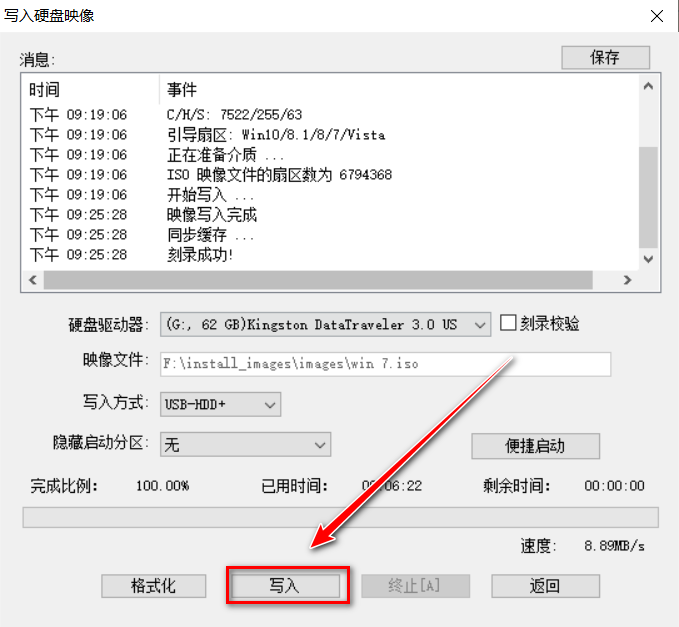 写入硬盘映像
消息:
保存
时间 事件
下午 09:19:06 C/H/S: 7522/255/63
下午 09:19:06 引导扇区: Win10/8.1/8/7/Vista
下午 09:19:06 正在准备介质 ...
下午 09:19:06 ISO 映像文件的扇区数为 6794368
下午 09:19:06 开始写入 ...
下午 09:25:28 映像写入完成
下午 09:25:28 同步缓存 ...
下午 09:25:28 刻录成功!
硬盘驱动器: (G:, 62 GB)Kingston DataTraveler 3.0 US 刻录校验
映像文件: F:\install_images\images\win 7.iso
写入方式: USB-HDD+
隐藏启动分区: 无 便捷启动
完成比例: 100.00% 已用时间: 00:06:22 剩余时间: 00:00:00
速度: 8.89MB/s
格式化 写入 终止[A] 返回